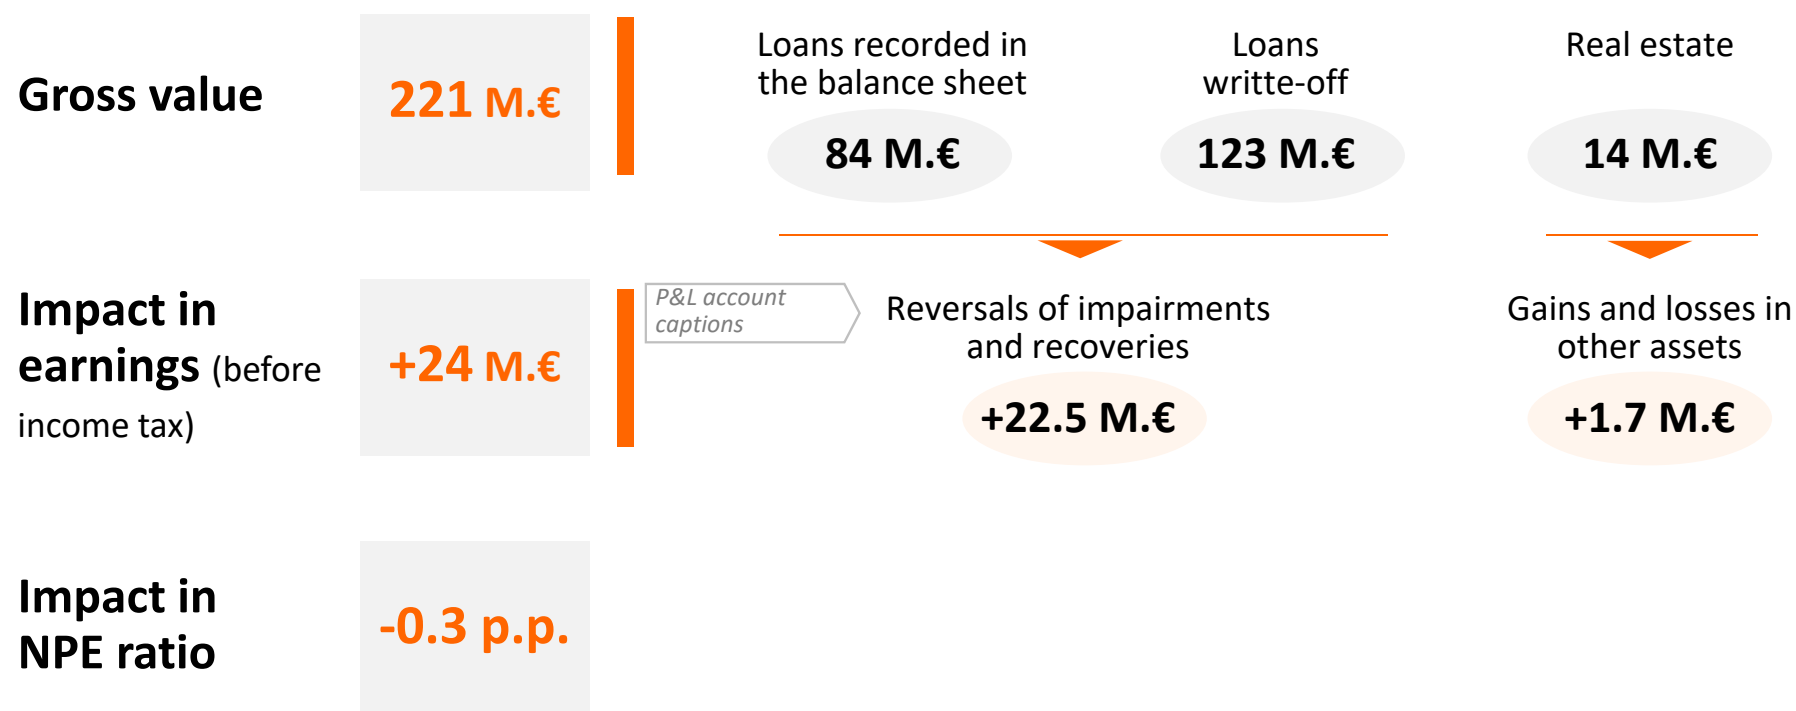 Gross value
221 M.€
Loans recorded in
the balance sheet
84 M.€
Loans
writte-off
123 M.€
Real estate
14 M.€
Impact in
earnings (before
income tax)
+24 M.€
P&L account
captions
Reversals of impairments
and recoveries
+22.5 M.€
Gains and losses in
other assets
+1.7 M.€
Impact in
NPE ratio
-0.3 p.p.